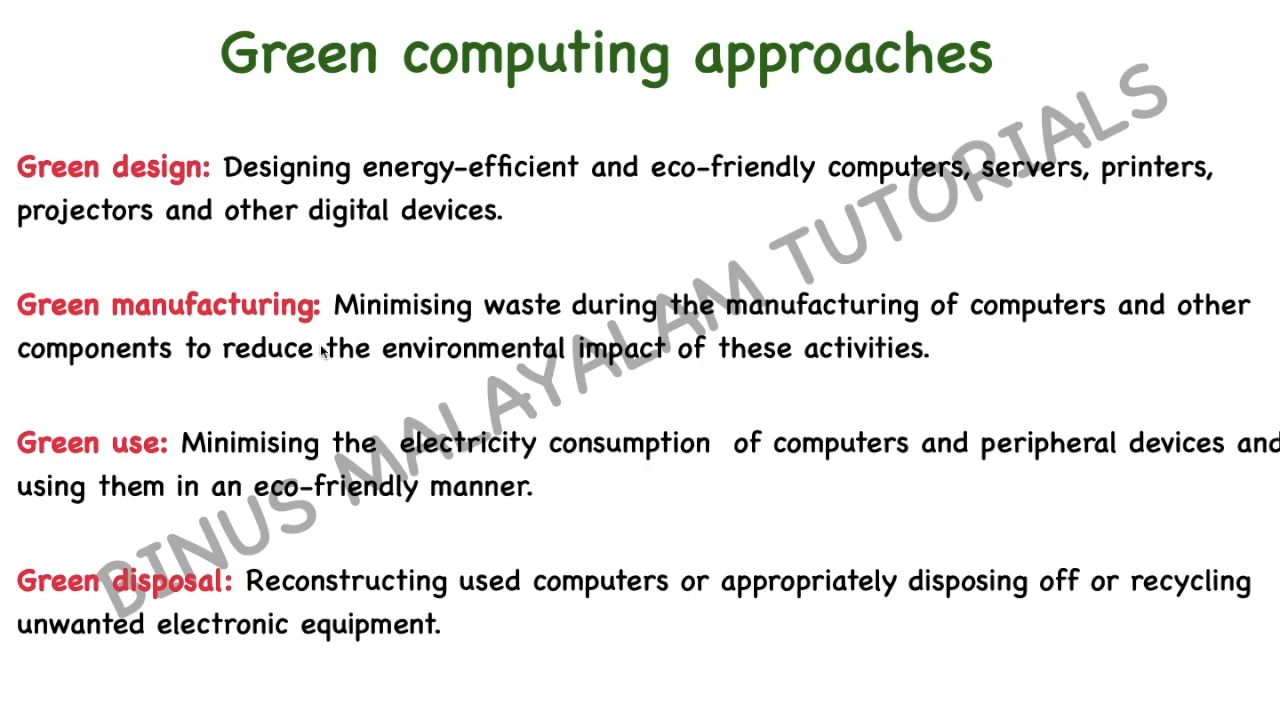 Green computing approaches
Green design: Designing energy-efficient and eco-friendly computers, servers, printers,
projectors and other digital devices.
Green manufacturing: Minimising waste during the manufacturing of computers and other
components to reduce the environmental impact of these activities.
Green use: Minimising the electricity consumption of computers and peripheral devices and
using them in an eco-friendly manner.
Green disposal: Reconstructing used computers or appropriately disposing off or recycling
unwanted electronic equipment.
BINUS MALAYALAM TUTORIALS